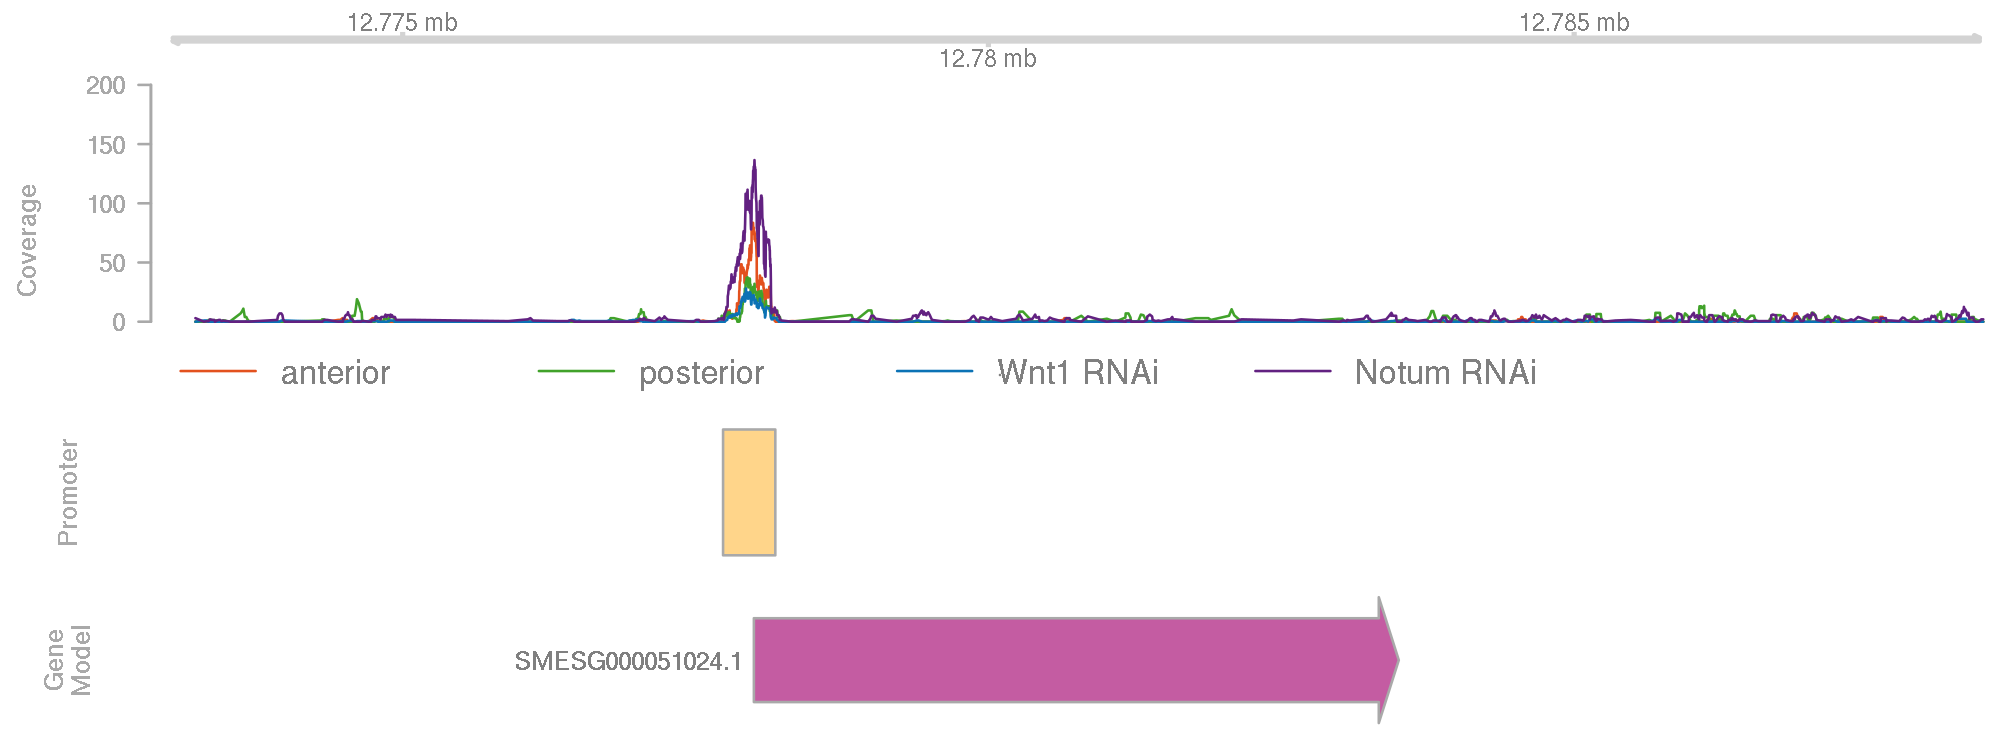 12.775 mb
12.785 mb
12.78 mb
200
150
100
50
0
Coverage
anterior
posterior
Wnt1 RNAi
Notum RNAi
Promoter
Gene
Model
SMESG000051024.1